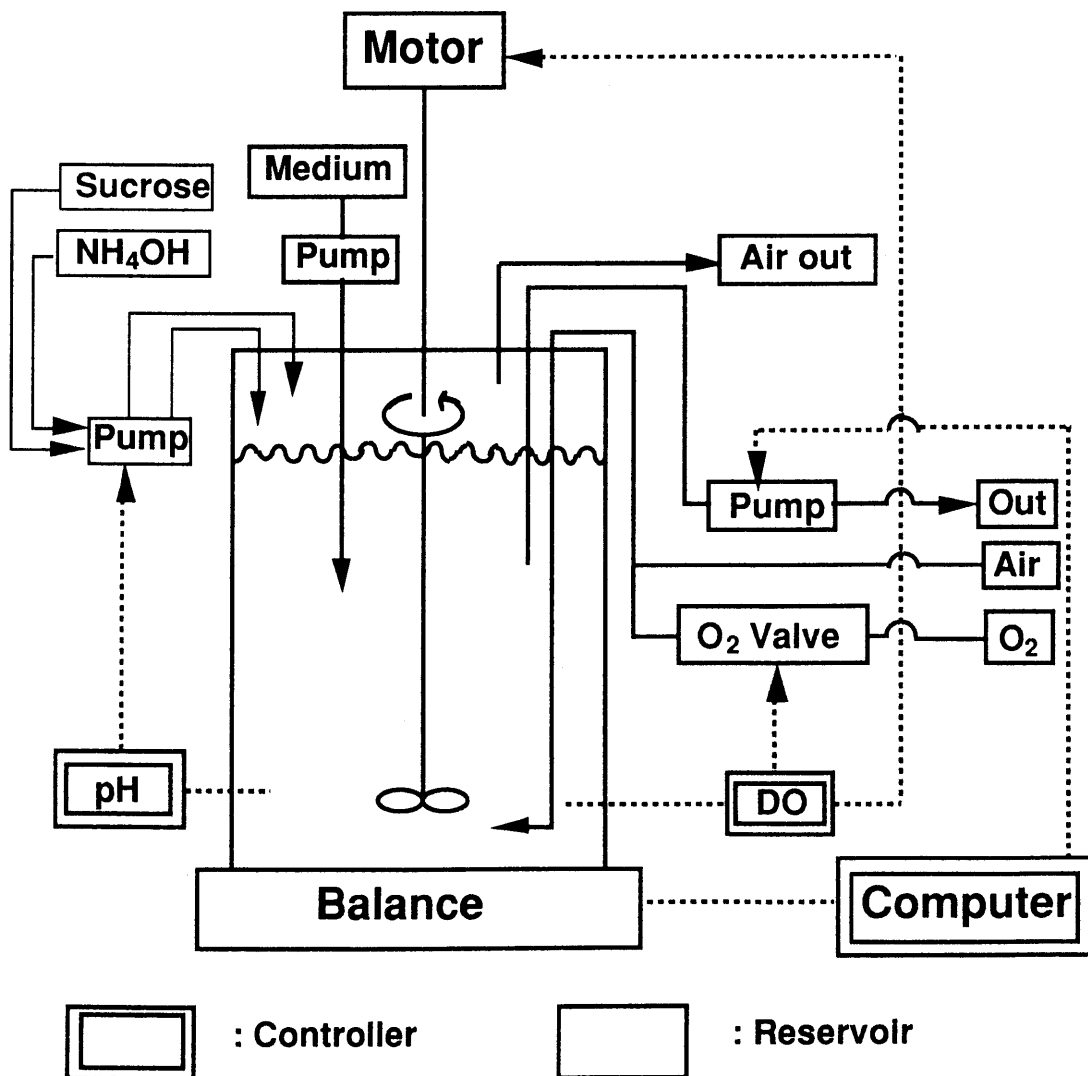 Motor
Medium
Sucrose
NH₄OH
Pump
Air out
Pump
Pump
Out
Air
O₂ Valve
O₂
pH
DO
Balance
Computer
: Controller
: Reservoir